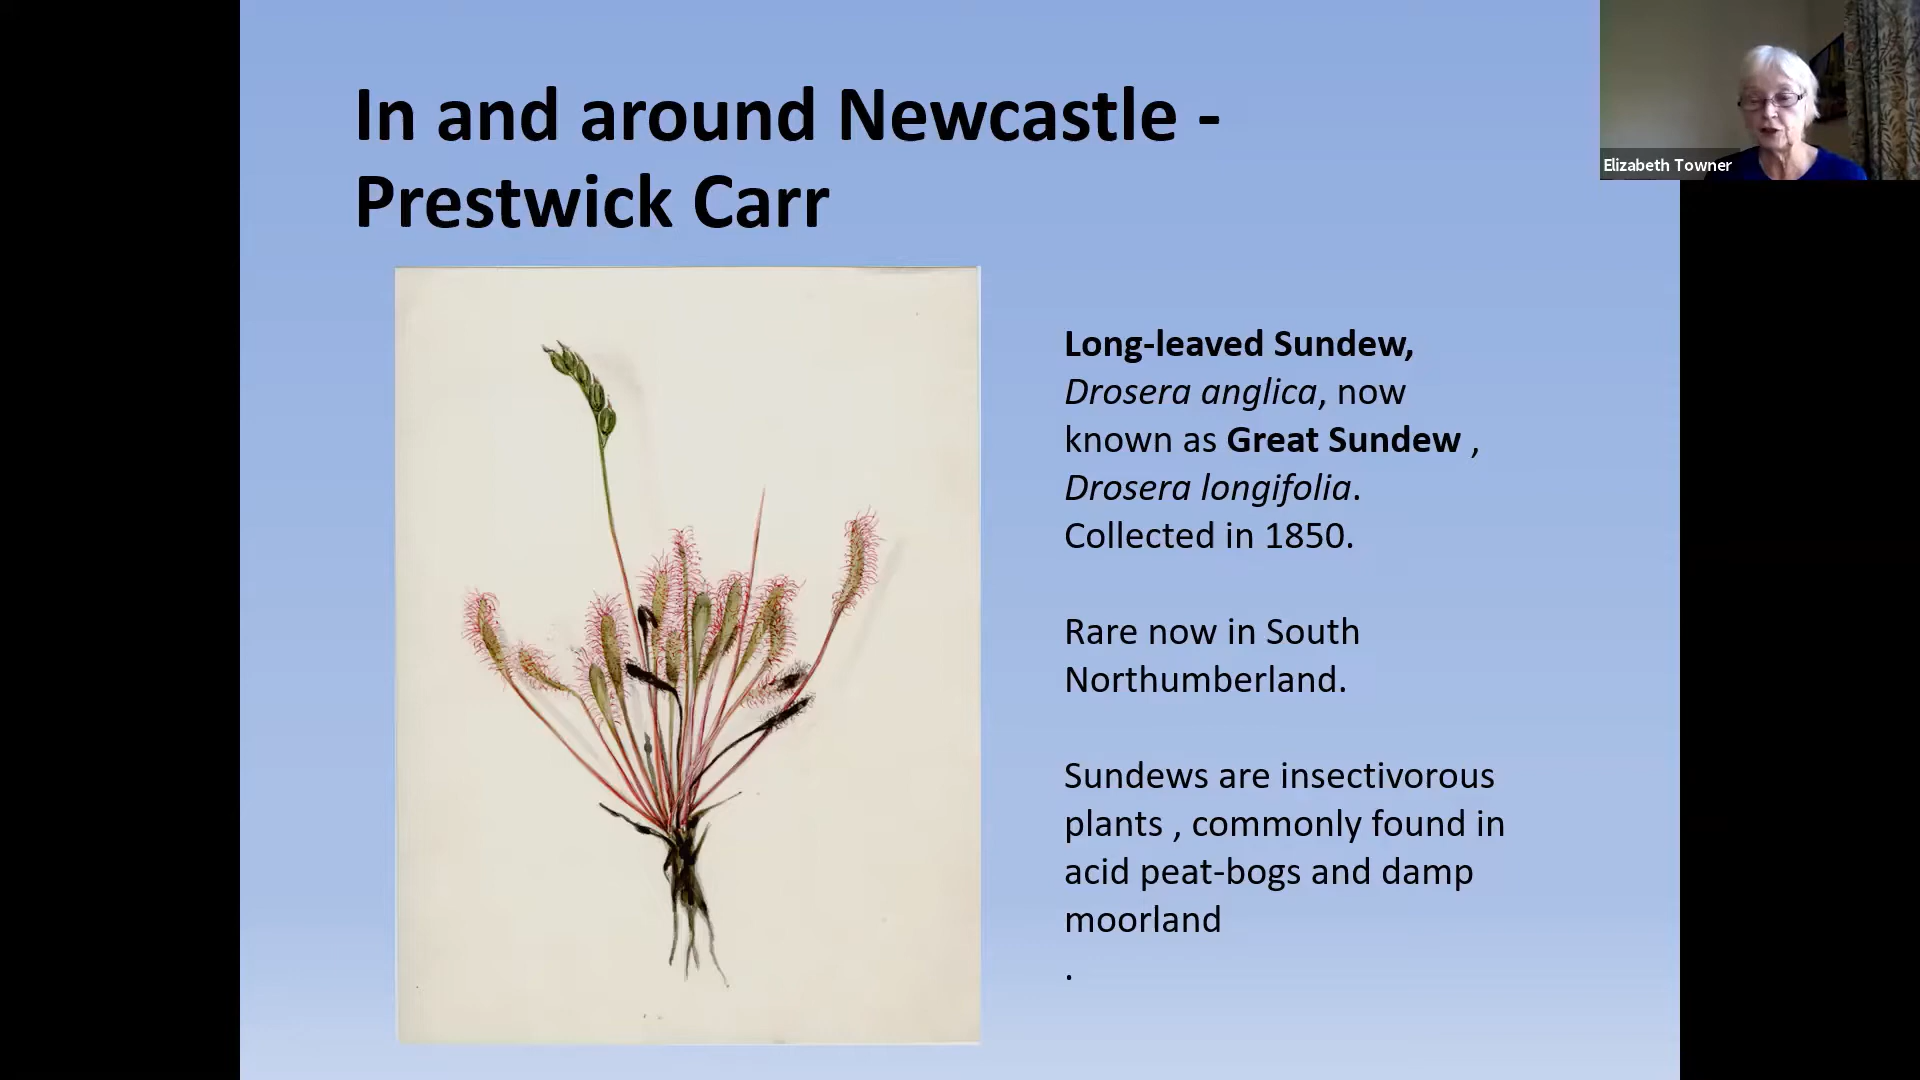 In and around Newcastle -
Prestwick Carr
Elizabeth Towner
Long-leaved Sundew,
Drosera anglica, now
known as Great Sundew ,
Drosera longifolia.
Collected in 1850.
Rare now in South
Northumberland.
Sundews are insectivorous
plants , commonly found in
acid peat-bogs and damp
moorland
.